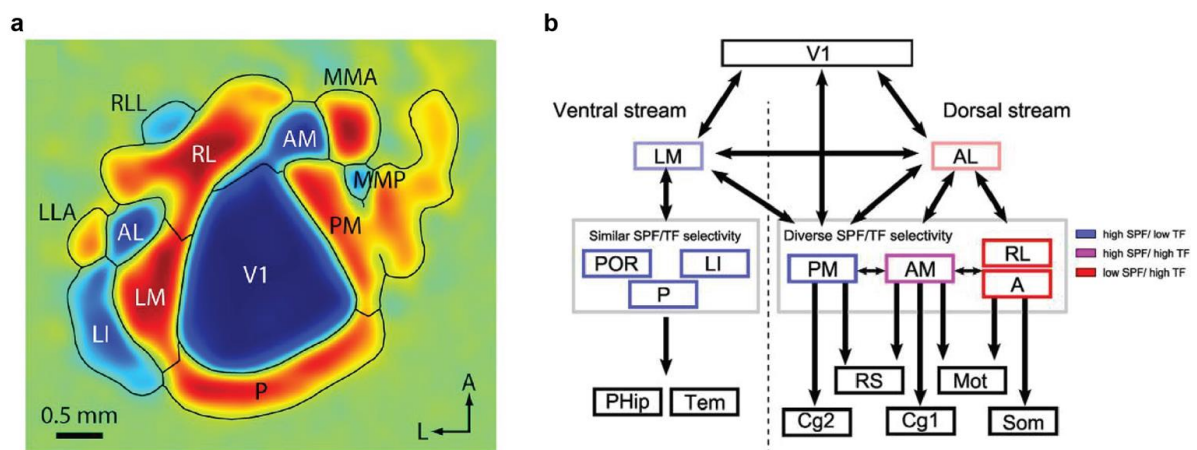 a
MMA
RLL
AM
RL
MMP
LLA
AL
PM
V1
LM
LI
P
0.5 mm
A
L
b
V1
Ventral stream
Dorsal stream
LM
AL
Similar SPF/TF selectivity
Diverse SPF/TF selectivity
POR
LI
P
PM
AM
RL
A
high SPF/ low TF
high SPF/ high TF
low SPF/ high TF
PHip
Tem
RS
Mot
Cg2
Cg1
Som